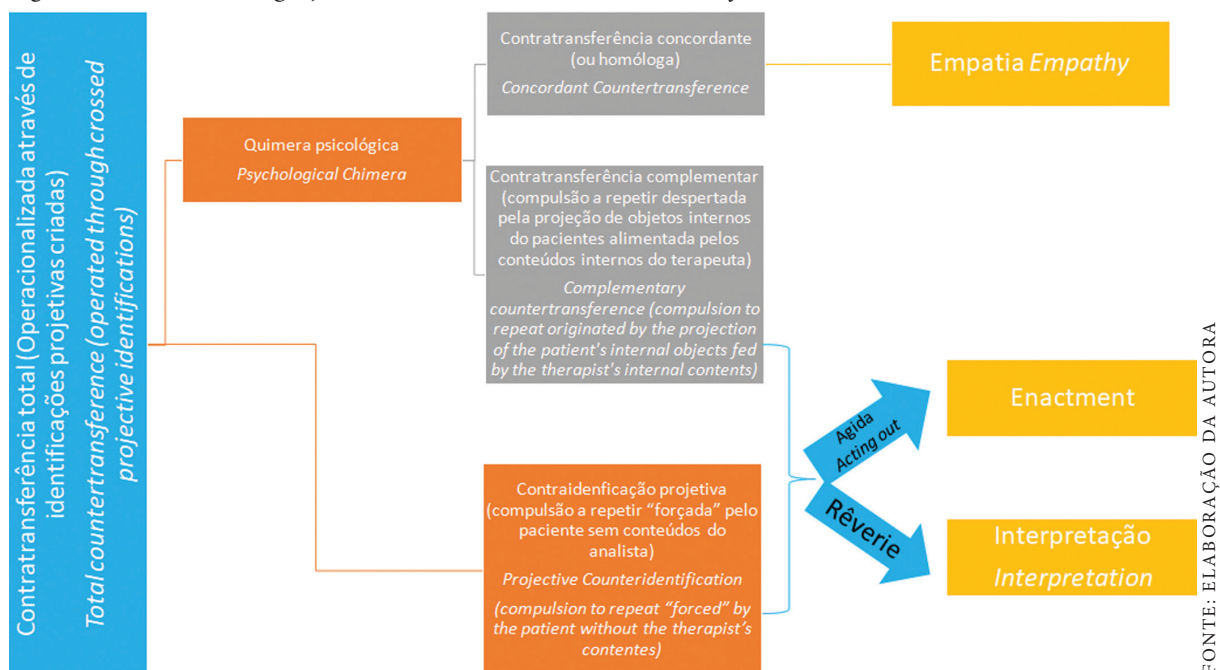 Contratransferência total (Operacionalizada através de
identificações projetivas criadas)
Total countertransference (operated through crossed
projective identifications)
Quimera psicológica
Psychological Chimera
Contratransferência concordante
(ou homóloga)
Concordant Countertransference
Empatia Empathy
Contratransferência complementar
(compulsão a repetir despertada
pela projeção de objetos internos
do pacientes alimentada pelos
conteúdos internos do terapeuta)
Complementary
countertransference (compulsion to
repeat originated by the projection
of the patient's internal objects fed
by the therapist's internal contents)
Contraidenficação projetiva
(compulsão a repetir “forçada” pelo
paciente sem conteúdos do
analista)
Projective Counteridentification
(compulsion to repeat “forced” by
the patient without the therapist’s
contentes)
Agida
Acting out
Rêverie
Enactment
Interpretação
Interpretation
FONTE: ELABORAÇÃO DA AUTORA